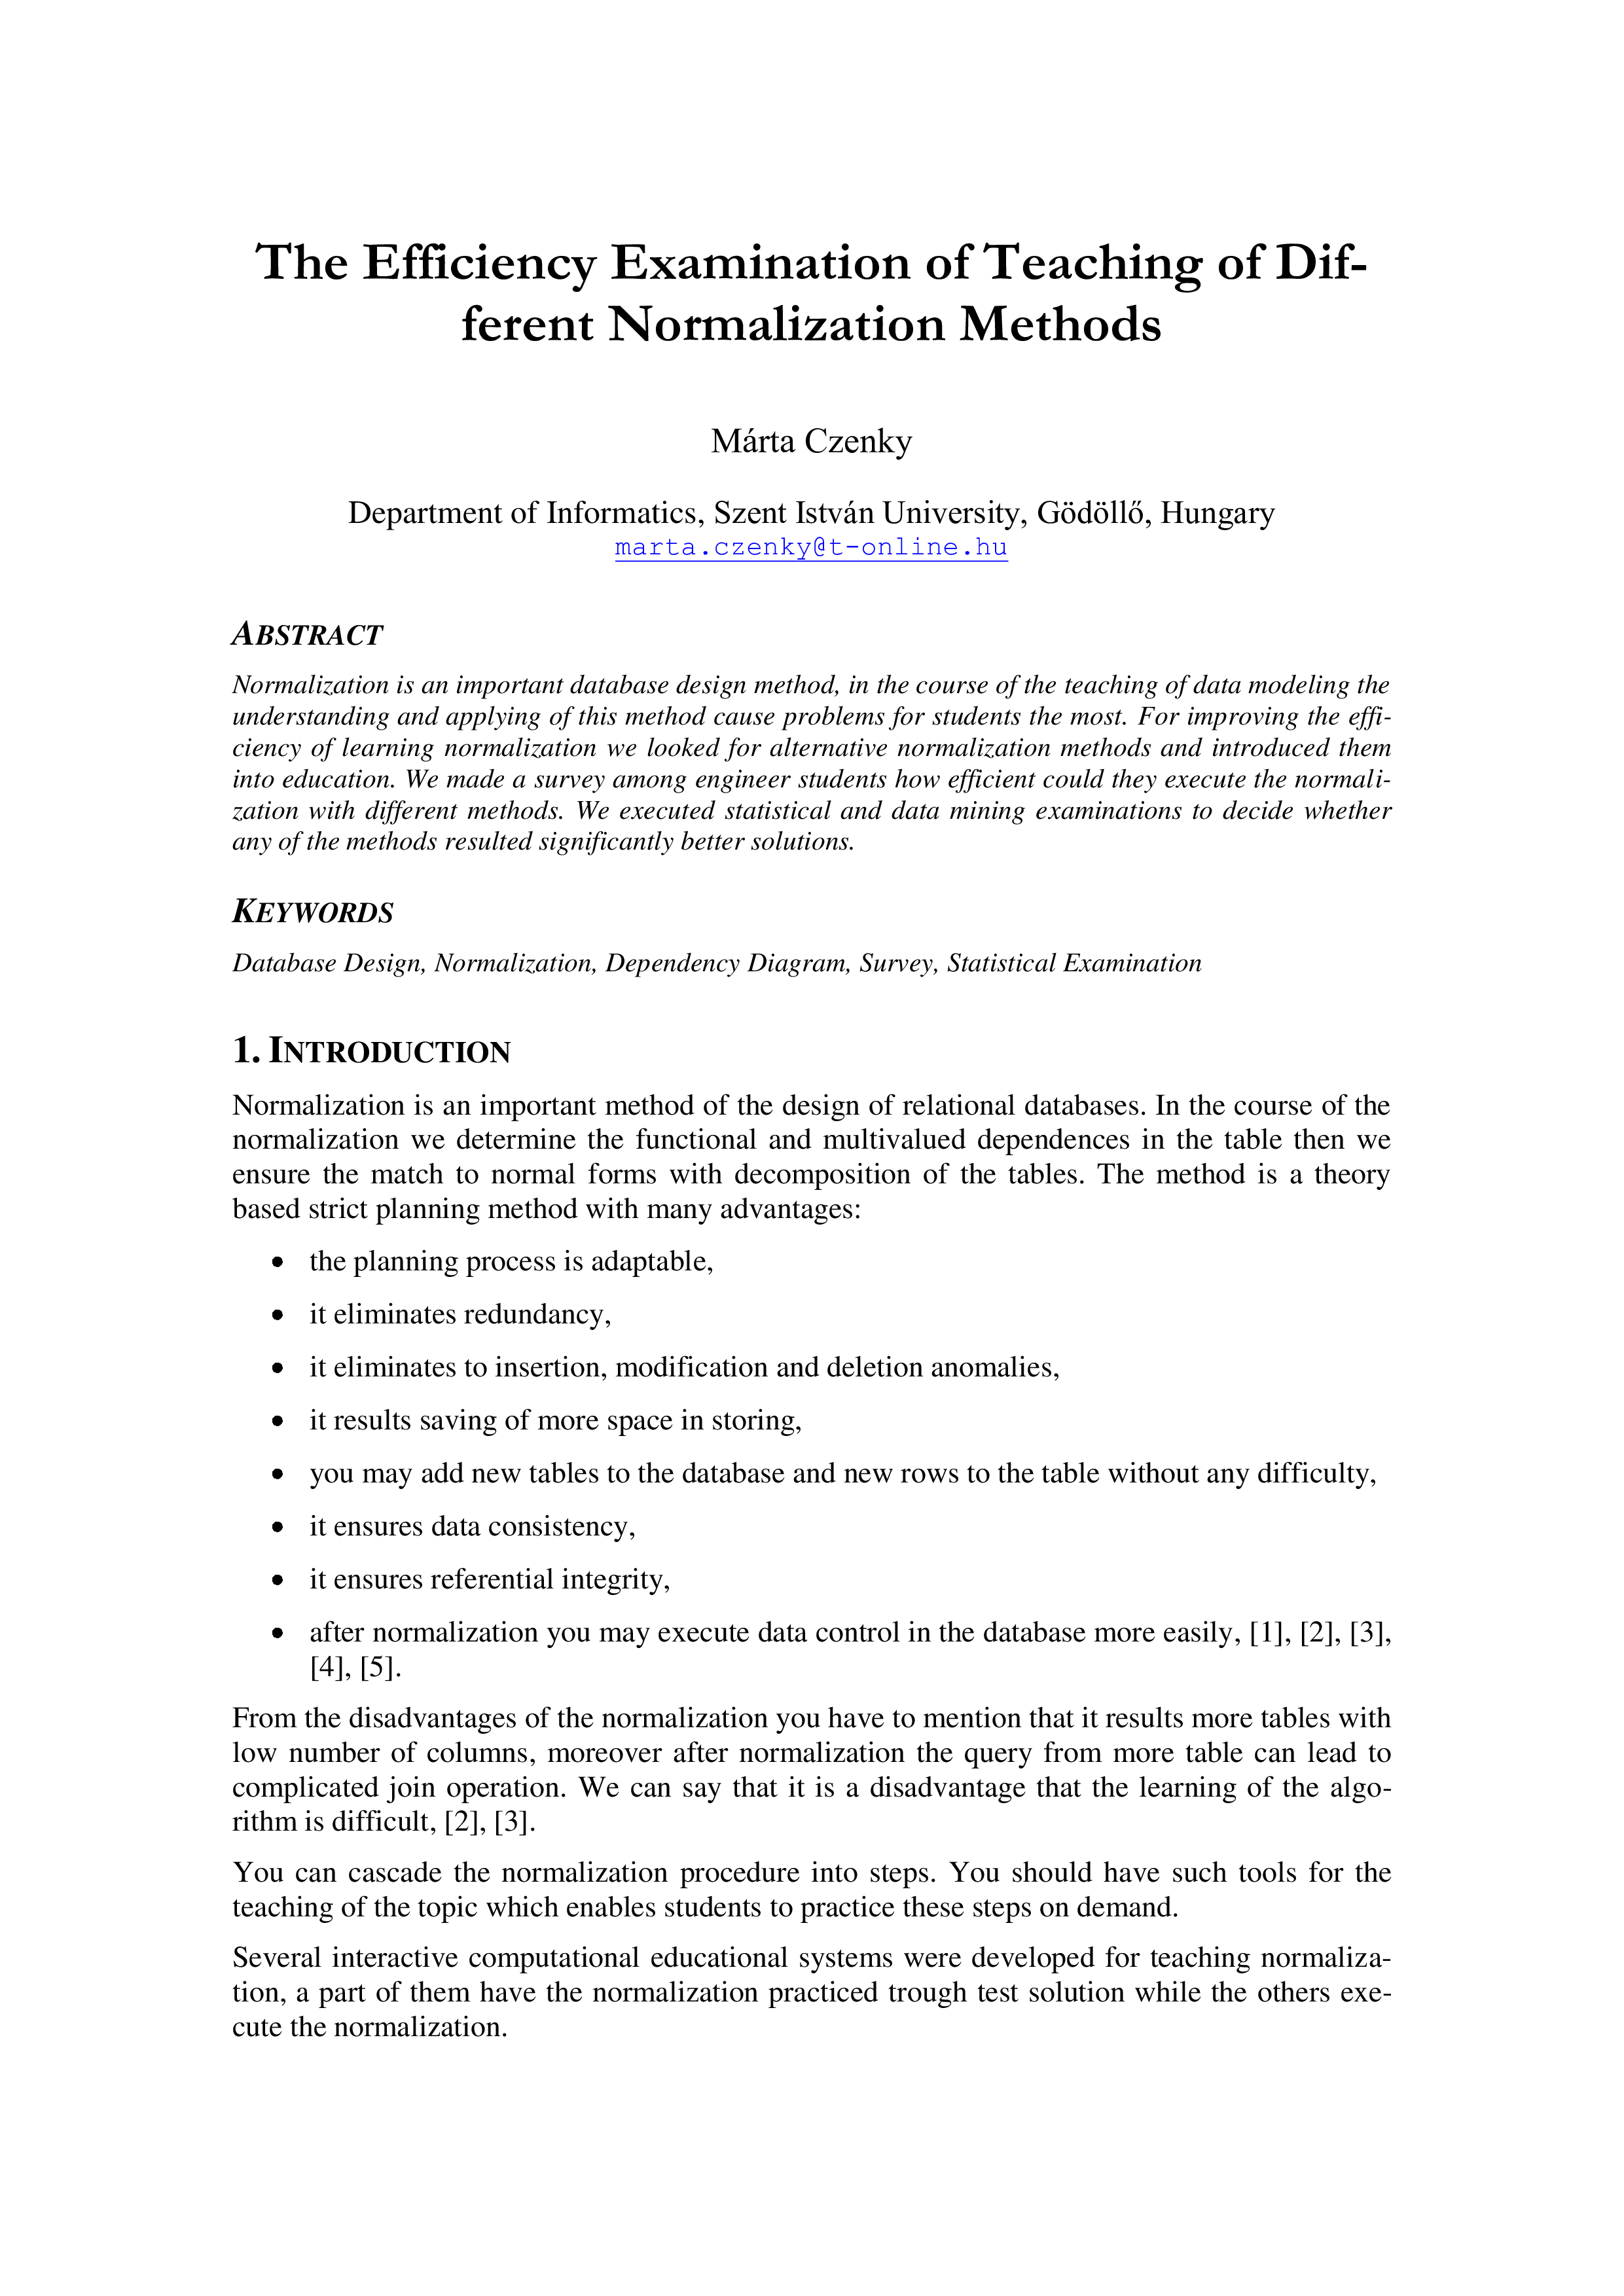 The Efficiency Examination of Teaching of Dif-
ferent Normalization Methods
Márta Czenky
Department of Informatics, Szent István University, Gödöllő, Hungary
marta.czenky@t-online.hu
ABSTRACT
Normalization is an important database design method, in the course of the teaching of data modeling the
understanding and applying of this method cause problems for students the most. For improving the effi-
ciency of learning normalization we looked for alternative normalization methods and introduced them
into education. We made a survey among engineer students how efficient could they execute the normali-
zation with different methods. We executed statistical and data mining examinations to decide whether
any of the methods resulted significantly better solutions.
KEYWORDS
Database Design, Normalization, Dependency Diagram, Survey, Statistical Examination
1. INTRODUCTION
Normalization is an important method of the design of relational databases. In the course of the
normalization we determine the functional and multivalued dependences in the table then we
ensure the match to normal forms with decomposition of the tables. The method is a theory
based strict planning method with many advantages:
• the planning process is adaptable,
• it eliminates redundancy,
• it eliminates to insertion, modification and deletion anomalies,
• it results saving of more space in storing,
• you may add new tables to the database and new rows to the table without any difficulty,
• it ensures data consistency,
• it ensures referential integrity,
• after normalization you may execute data control in the database more easily, [1], [2], [3],
[4], [5].
From the disadvantages of the normalization you have to mention that it results more tables with
low number of columns, moreover after normalization the query from more table can lead to
complicated join operation. We can say that it is a disadvantage that the learning of the algo-
rithm is difficult, [2], [3].
You can cascade the normalization procedure into steps. You should have such tools for the
teaching of the topic which enables students to practice these steps on demand.
Several interactive computational educational systems were developed for teaching normaliza-
tion, a part of them have the normalization practiced trough test solution while the others exe-
cute the normalization.